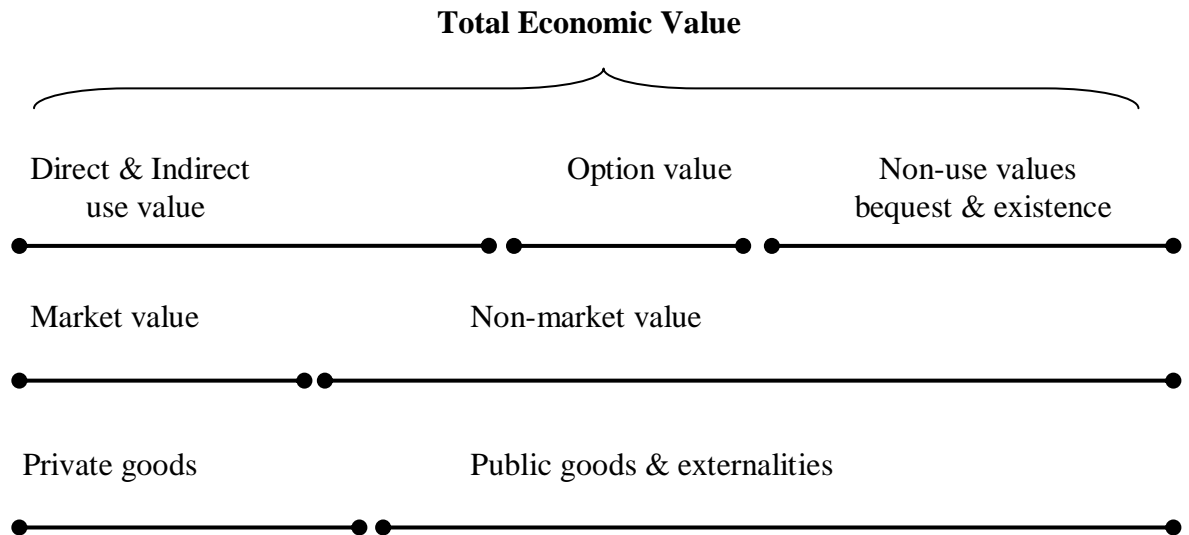 Total Economic Value
Direct & Indirect
use value
Option value
Non-use values
bequest & existence
Market value
Non-market value
Private goods
Public goods & externalities